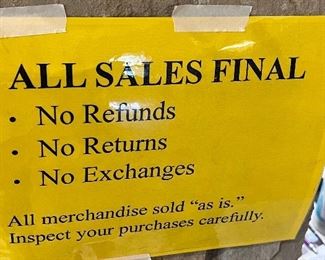 ALL SALES FINAL
• No Refunds
• No Returns
• No Exchanges
All merchandise sold “as is.”
Inspect your purchases carefully.